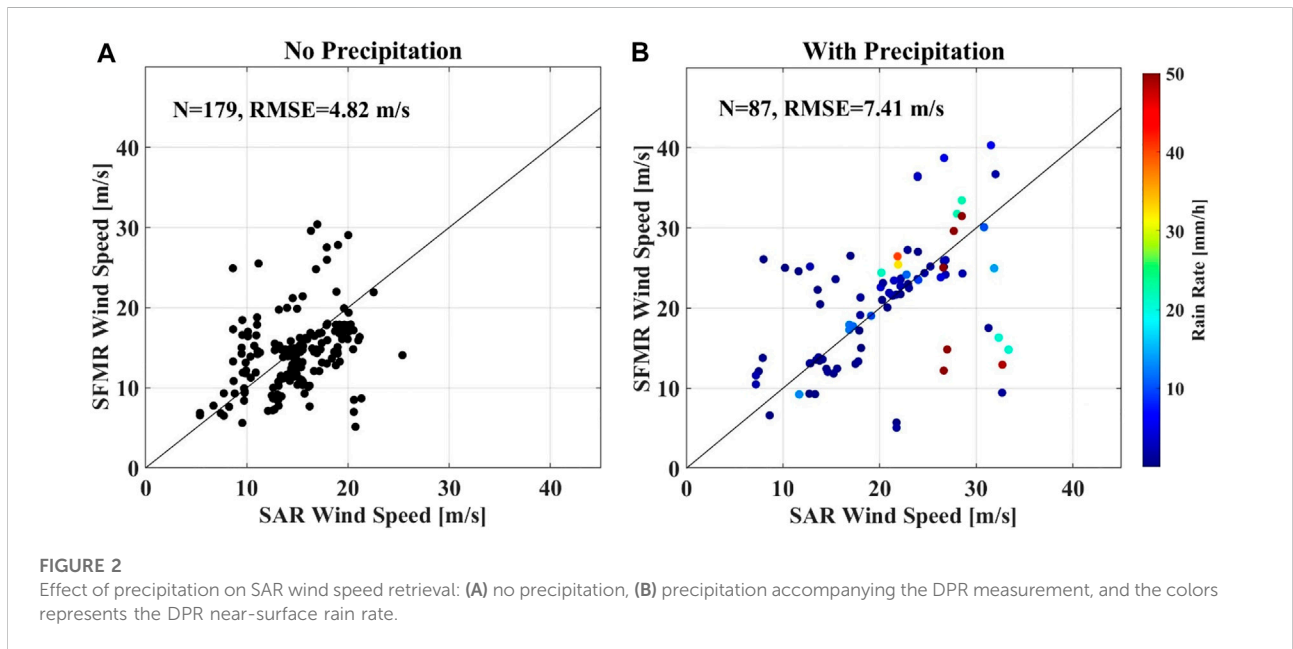 A
No Precipitation
N=179, RMSE=4.82 m/s
SFMR Wind Speed [m/s]
40
30
20
10
0
0 10 20 30 40
SAR Wind Speed [m/s]
B
With Precipitation
N=87, RMSE=7.41 m/s
SFMR Wind Speed [m/s]
40
30
20
10
0
0 10 20 30 40
SAR Wind Speed [m/s]
50
40
30
20
10
Rain Rate [mm/h]
FIGURE 2
Effect of precipitation on SAR wind speed retrieval: (A) no precipitation, (B) precipitation accompanying the DPR measurement, and the colors
represents the DPR near-surface rain rate.